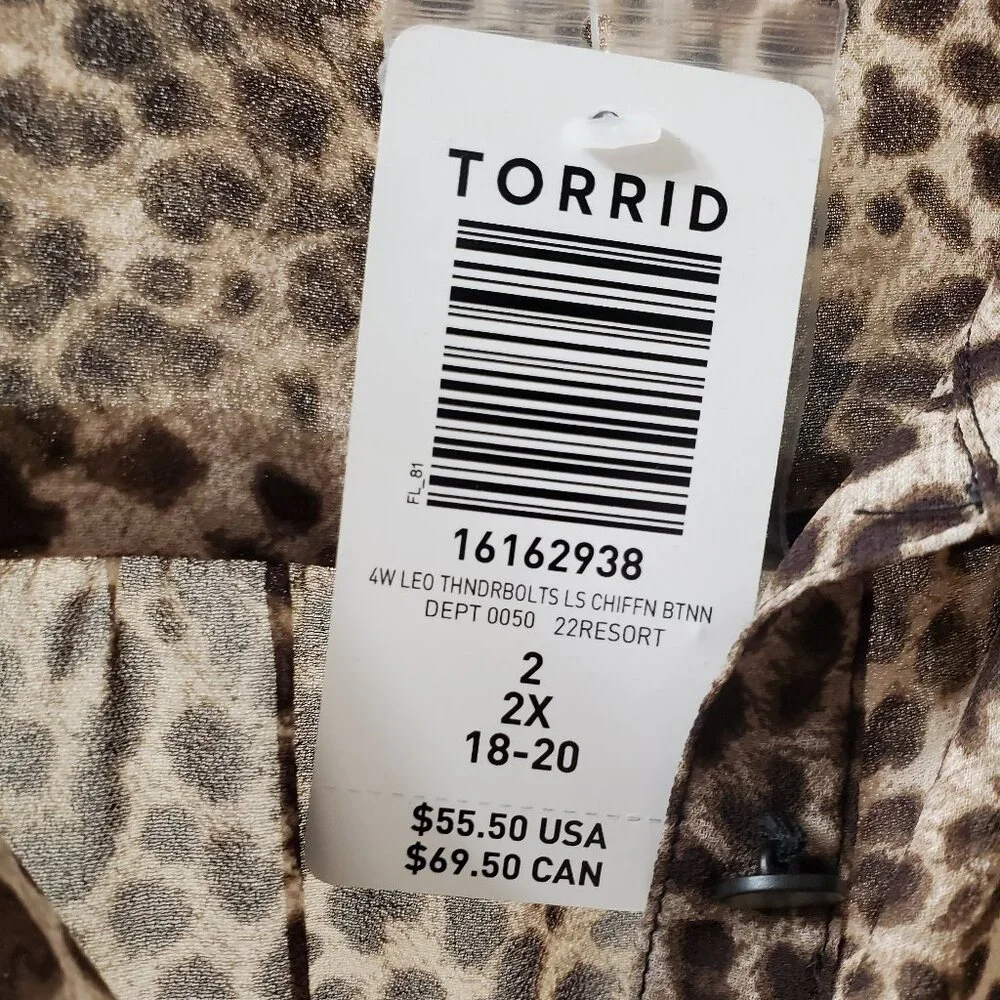 TORRID
FL_81
16162938
4W LEO THNDRBOLTS LS CHIFFN BTNN
DEPT 0050 22RESORT
2
2X
18-20
$55.50 USA
$69.50 CAN